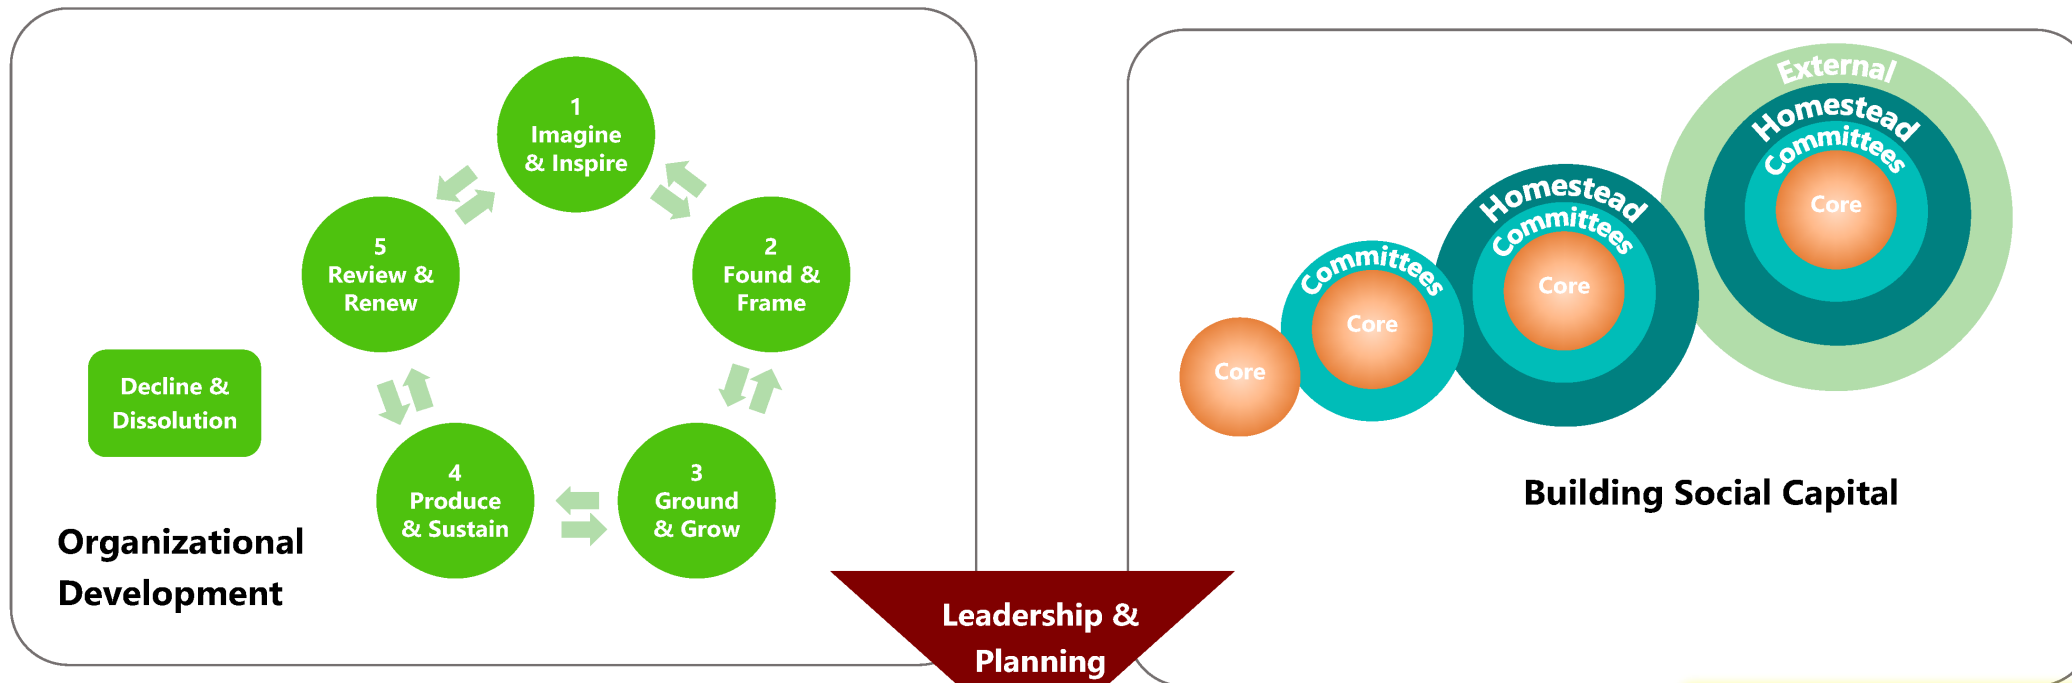 1
Imagine
& Inspire
5
Review &
Renew
2
Found &
Frame
Decline &
Dissolution
4
Produce
& Sustain
3
Ground
& Grow
Organizational
Development
External
Homestead
Committees
Core
Homestead
Committees
Core
Committees
Core
Core
Building Social Capital
Leadership &
Planning